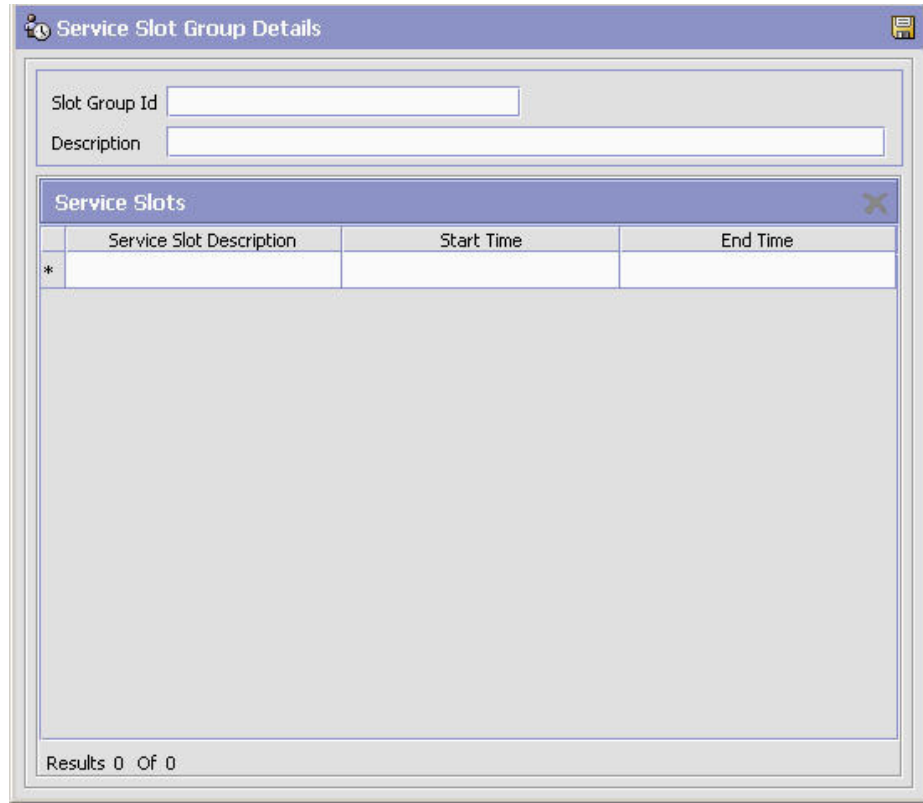 Service Slot Group Details
Slot Group Id
Description
Service Slots
Service Slot Description Start Time End Time
*
Results 0 Of 0